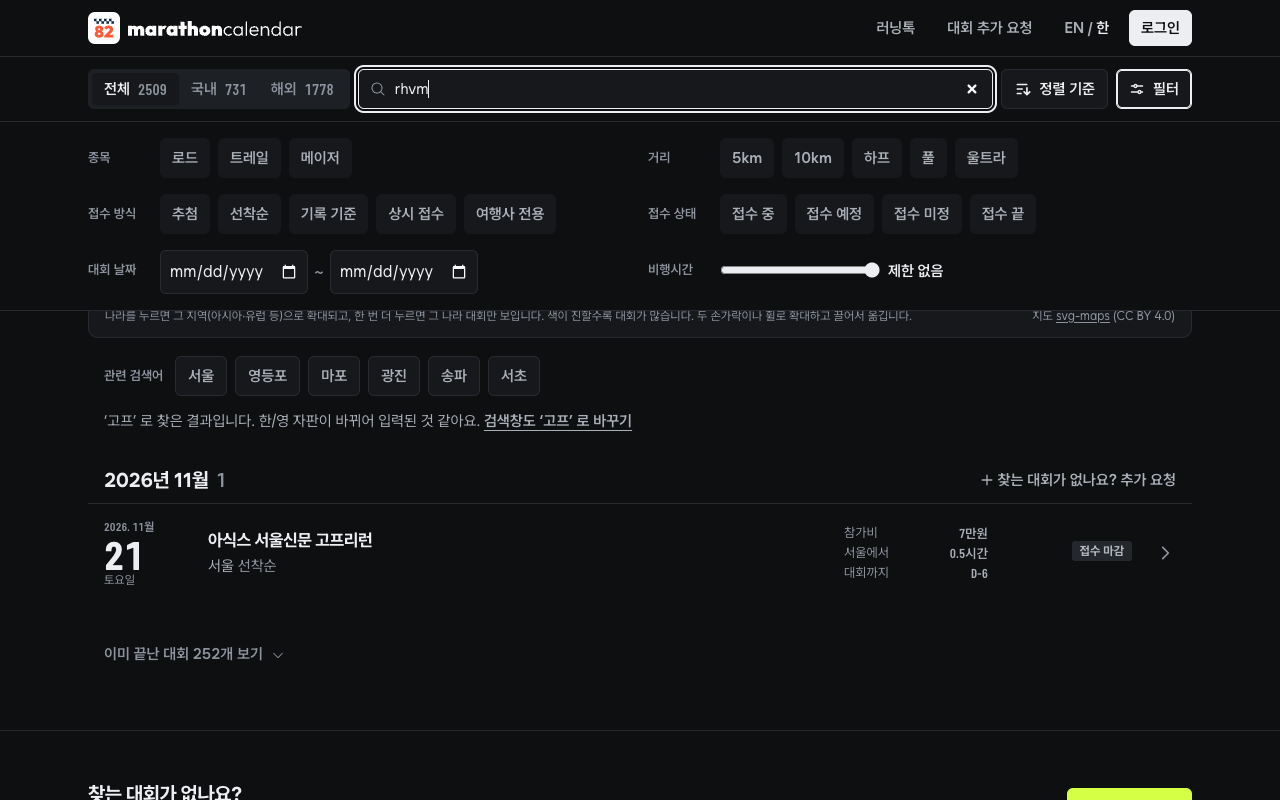 82 marathoncalendar
러닝톡
대회 추가 요청
EN / 한
로그인
전체 2509
국내 731
해외 1778
rhvm
정렬 기준
필터
종목
로드
트레일
메이저
거리
5km
10km
하프
풀
울트라
접수 방식
추첨
선착순
기록 기준
상시 접수
여행사 전용
접수 상태
접수 중
접수 예정
접수 미정
접수 끝
대회 날짜
mm/dd/yyyy
~
mm/dd/yyyy
비행시간
제한 없음
나라를 누르면 그 지역(아시아·유럽 등)으로 확대되고, 한 번 더 누르면 그 나라 대회만 보입니다. 색이 진할수록 대회가 많습니다. 두 손가락이나 휠로 확대하고 끌어서 옮깁니다.
지도 svg-maps (CC BY 4.0)
관련 검색어
서울
영등포
마포
광진
송파
서초
‘고프’ 로 찾은 결과입니다. 한/영 자판이 바뀌어 입력된 것 같아요. 검색창도 ‘고프’ 로 바꾸기
2026년 11월 1
+ 찾는 대회가 없나요? 추가 요청
2026. 11월
21
토요일
아식스 서울신문 고프리런
서울 선착순
참가비 7만원
서울에서 0.5시간
대회까지 D-6
접수 마감
이미 끝난 대회 252개 보기
찾는 대회가 없나요?